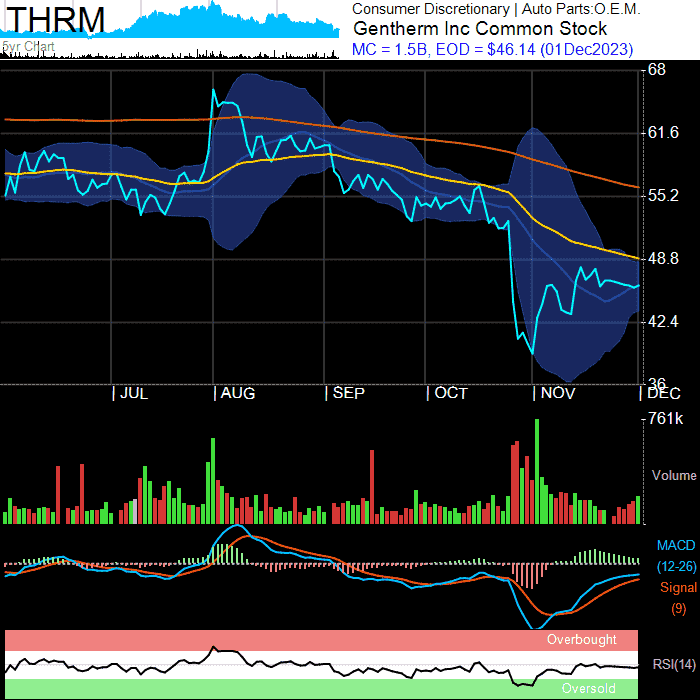 THRM
5yr Chart
Consumer Discretionary | Auto Parts:O.E.M.
Gentherm Inc Common Stock
MC = 1.5B, EOD = $46.14 (01Dec2023)
68
61.6
55.2
48.8
42.4
36
| JUL | AUG | SEP | OCT | NOV | DEC
761k
Volume
MACD
(12-26)
Signal
(9)
Overbought
RSI(14)
Oversold